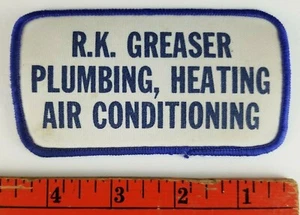 R.K. GREASER
PLUMBING, HEATING
AIR CONDITIONING
4 3 2 1